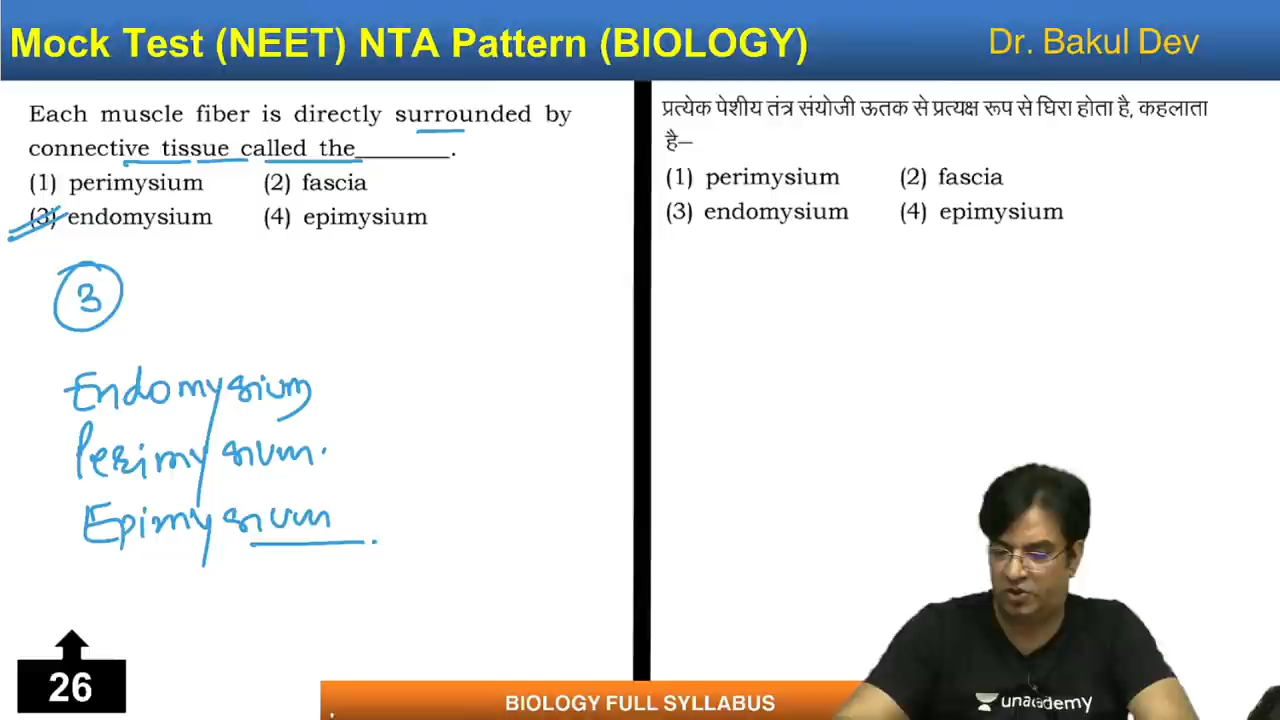 Mock Test (NEET) NTA Pattern (BIOLOGY)
Dr. Bakul Dev
Each muscle fiber is directly surrounded by
connective tissue called the________.
(1) perimysium (2) fascia
(3) endomysium (4) epimysium
3
Endomysium
Perimysium.
Epimysium
प्रत्येक पेशीय तंत्र संयोजी ऊतक से प्रत्यक्ष रूप से घिरा होता है, कहलाता
है–
(1) perimysium (2) fascia
(3) endomysium (4) epimysium
unacademy
26
BIOLOGY FULL SYLLABUS